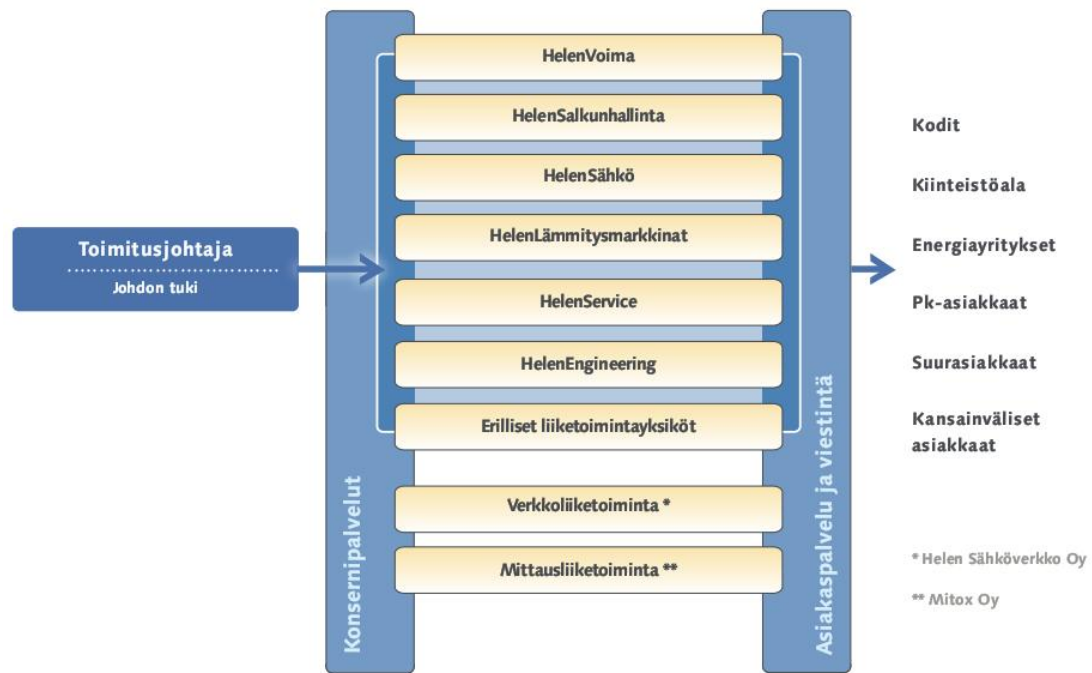 Toimitusjohtaja
Johdon tuki
Konsernipalvelut
HelenVoima
HelenSalkunhallinta
HelenSähkö
HelenLämmitysmarkkinat
HelenService
HelenEngineering
Erilliset liiketoimintayksiköt
Verkkoliiketoiminta *
Mittausliiketoiminta **
Asiakaspalvelu ja viestintä
Kodit
Kiinteistöala
Energiayritykset
Pk-asiakkaat
Suurasiakkaat
Kansainväliset
asiakkaat
* Helen Sähköverkko Oy
** Mitox Oy